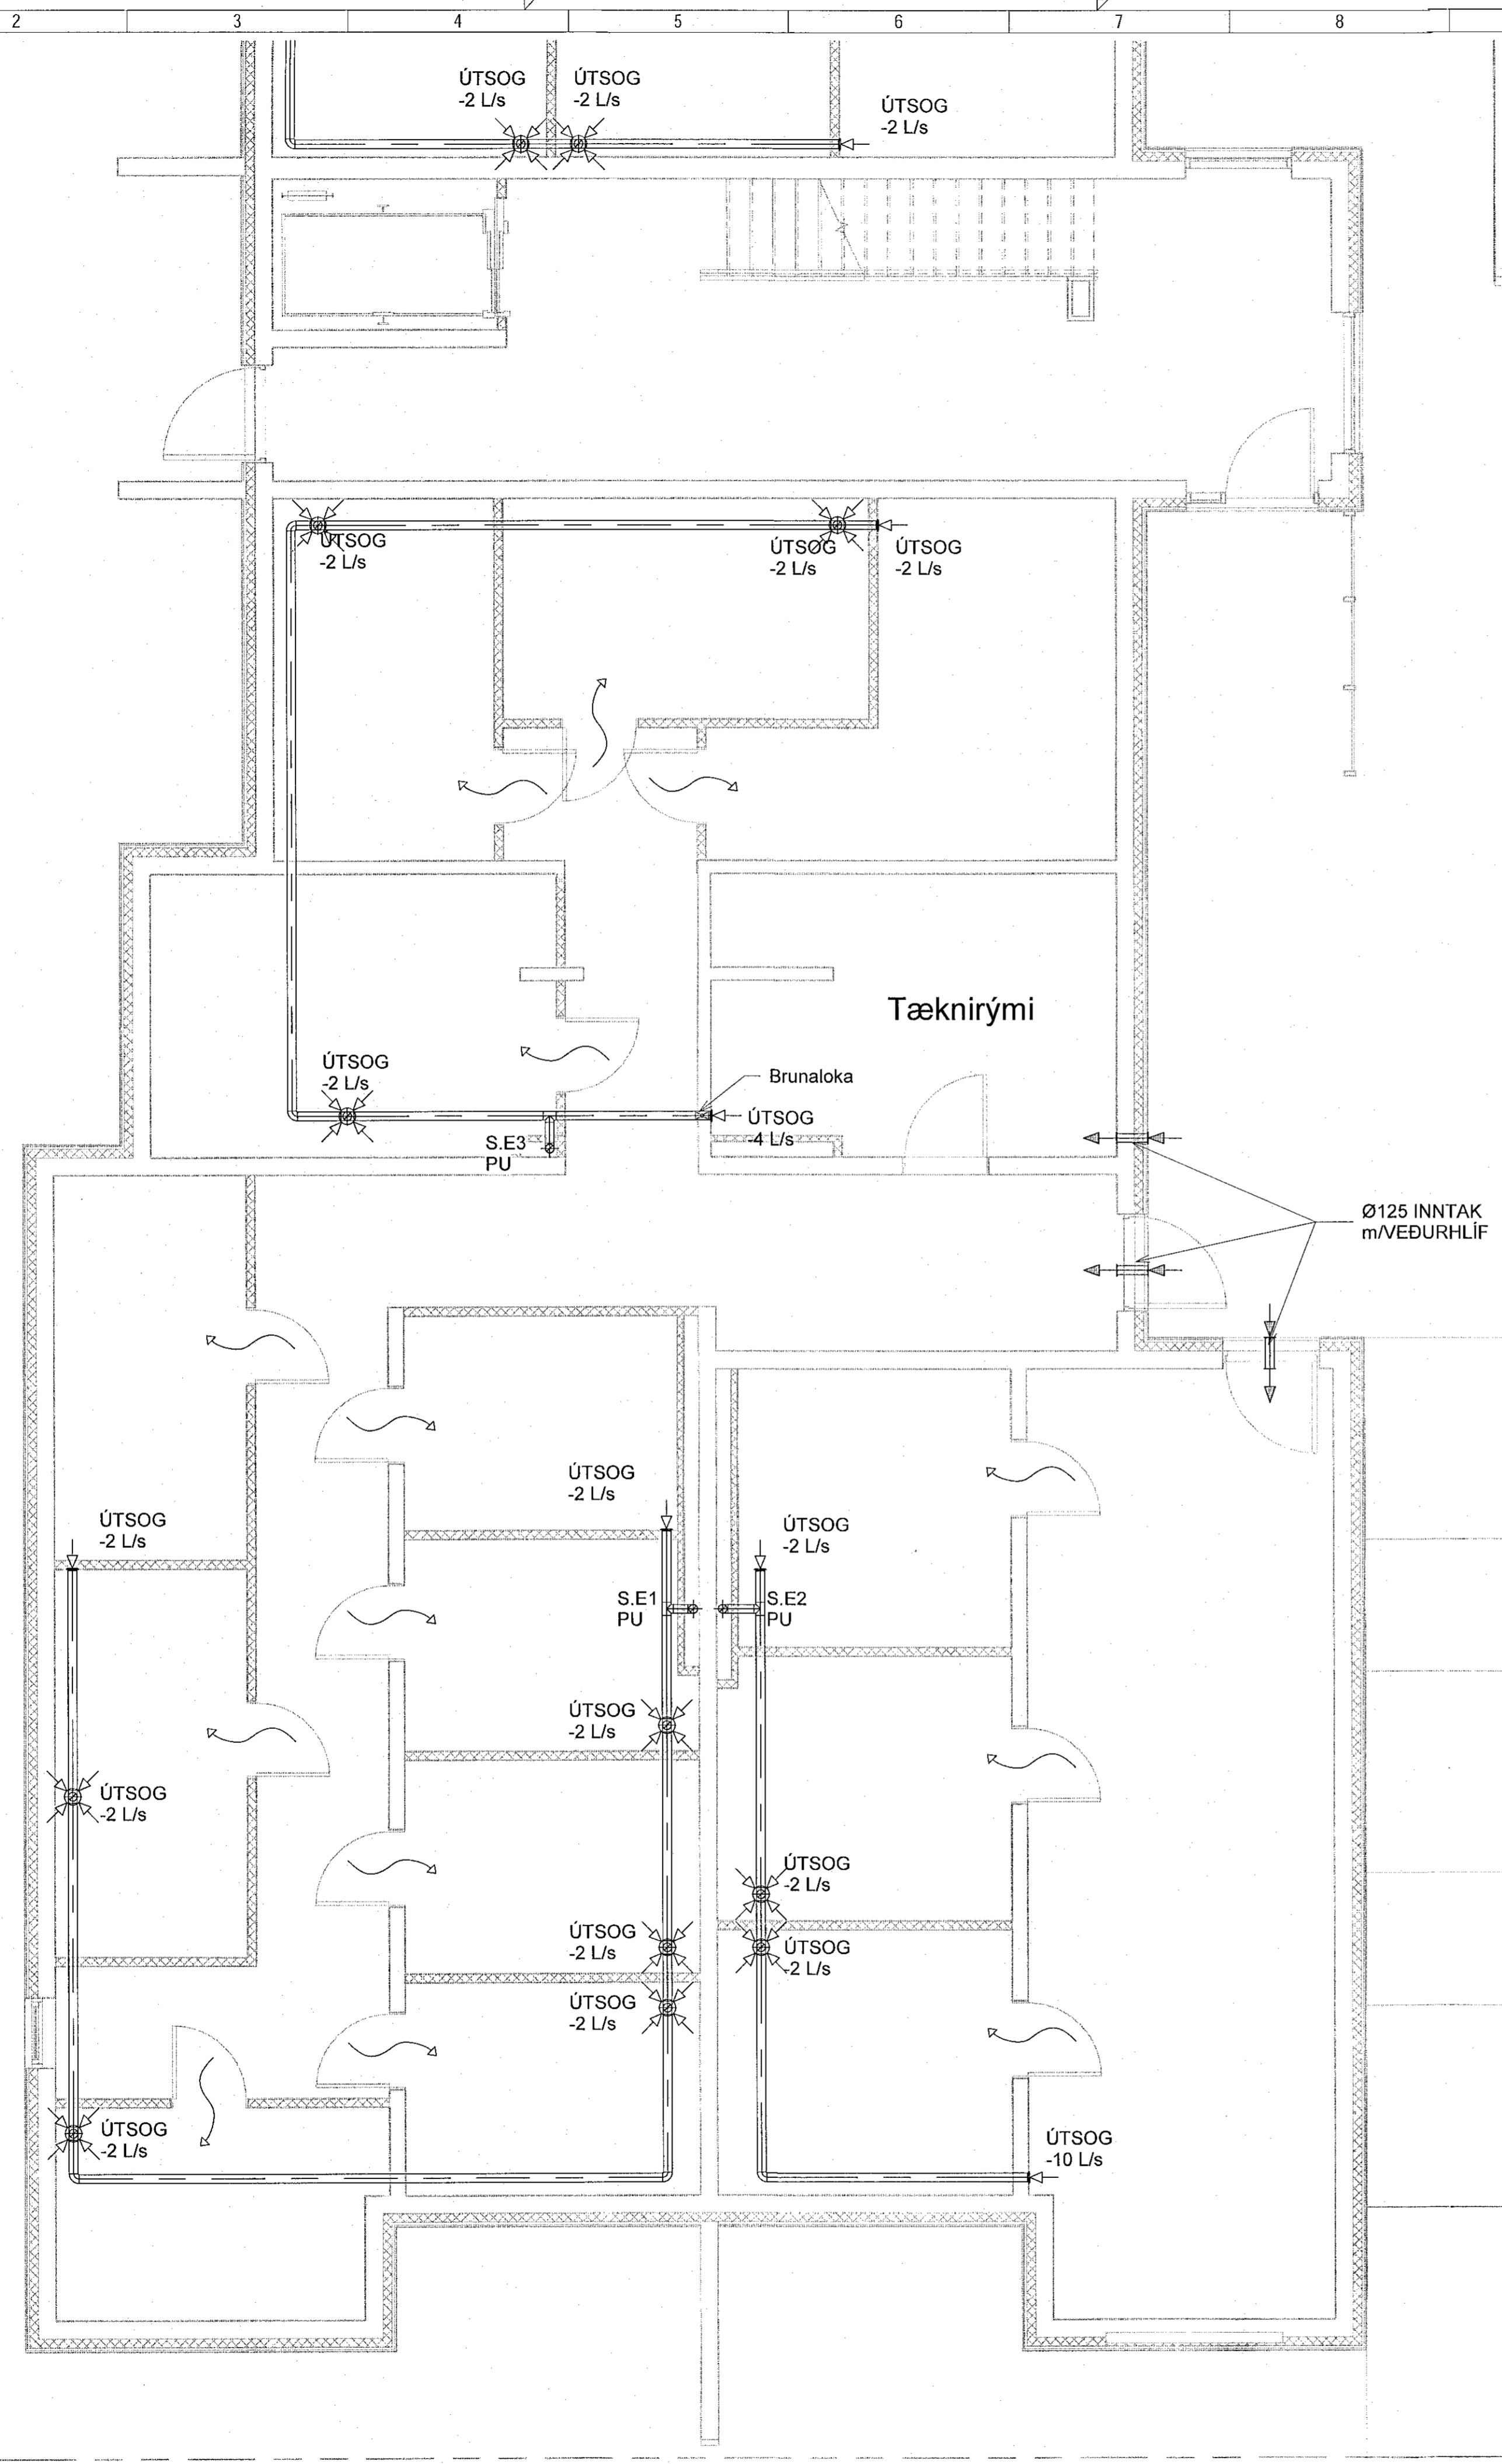 2 3 4 5 6 7 8
ÚTSOG
-2 L/s
ÚTSOG
-2 L/s
ÚTSOG
-2 L/s
ÚTSOG
-2 L/s
ÚTSOG
-2 L/s
ÚTSOG
-2 L/s
Tæknirými
ÚTSOG
-2 L/s
Brunaloka
ÚTSOG
-4 L/s
S.E3
PU
Ø125 INNTAK
m/VEÐURHLÍF
ÚTSOG
-2 L/s
ÚTSOG
-2 L/s
ÚTSOG
-2 L/s
S.E1
PU
S.E2
PU
ÚTSOG
-2 L/s
ÚTSOG
-2 L/s
ÚTSOG
-2 L/s
ÚTSOG
-2 L/s
ÚTSOG
-2 L/s
ÚTSOG
-2 L/s
ÚTSOG
-2 L/s
ÚTSOG
-10 L/s